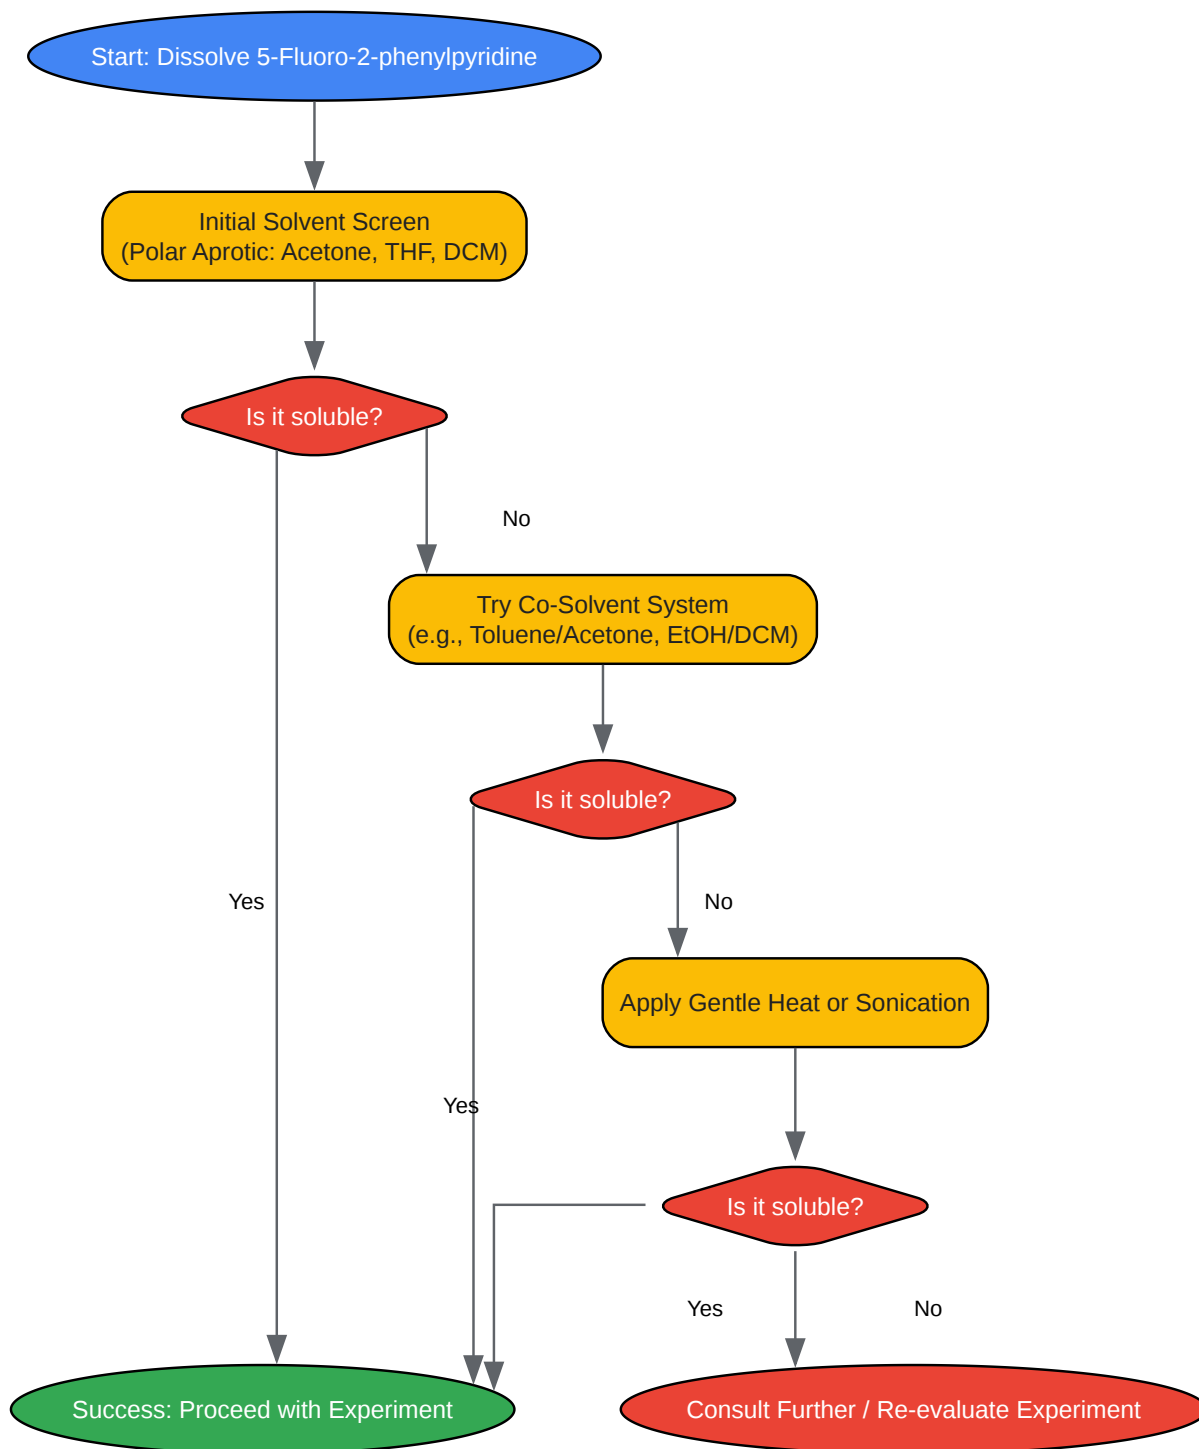 Start: Dissolve 5-Fluoro-2-phenylpyridine
Initial Solvent Screen
(Polar Aprotic: Acetone, THF, DCM)
Is it soluble?
No
Try Co-Solvent System
(e.g., Toluene/Acetone, EtOH/DCM)
Is it soluble?
Yes
No
Apply Gentle Heat or Sonication
Yes
Is it soluble?
Yes
No
Success: Proceed with Experiment
Consult Further / Re-evaluate Experiment